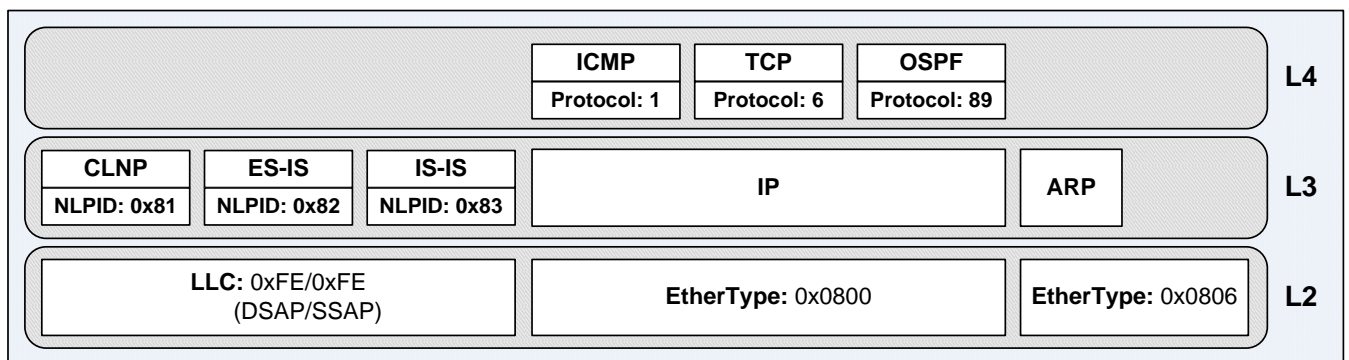 ICMP
Protocol: 1
TCP
Protocol: 6
OSPF
Protocol: 89
L4
CLNP
NLPID: 0x81
ES-IS
NLPID: 0x82
IS-IS
NLPID: 0x83
IP
ARP
L3
LLC: 0xFE/0xFE
(DSAP/SSAP)
EtherType: 0x0800
EtherType: 0x0806
L2